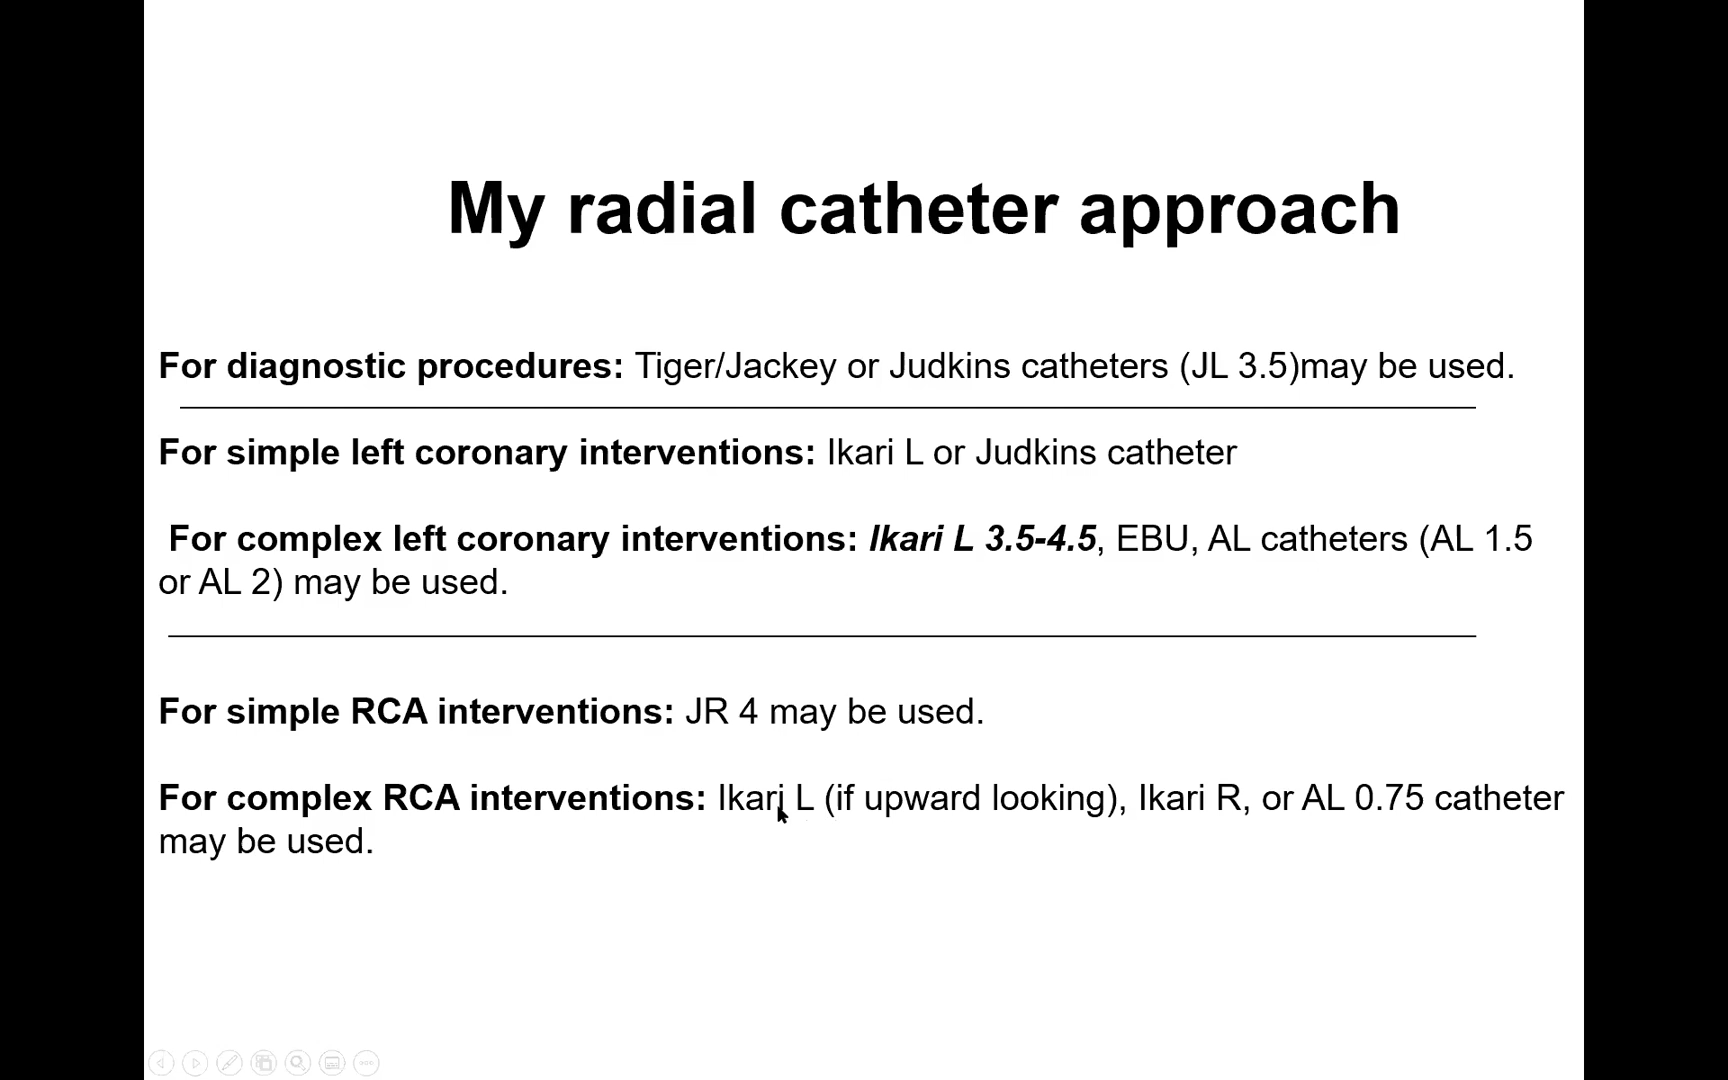 My radial catheter approach
For diagnostic procedures: Tiger/Jackey or Judkins catheters (JL 3.5)may be used.
For simple left coronary interventions: Ikari L or Judkins catheter
For complex left coronary interventions: Ikari L 3.5-4.5, EBU, AL catheters (AL 1.5
or AL 2) may be used.
For simple RCA interventions: JR 4 may be used.
For complex RCA interventions: Ikari L (if upward looking), Ikari R, or AL 0.75 catheter
may be used.